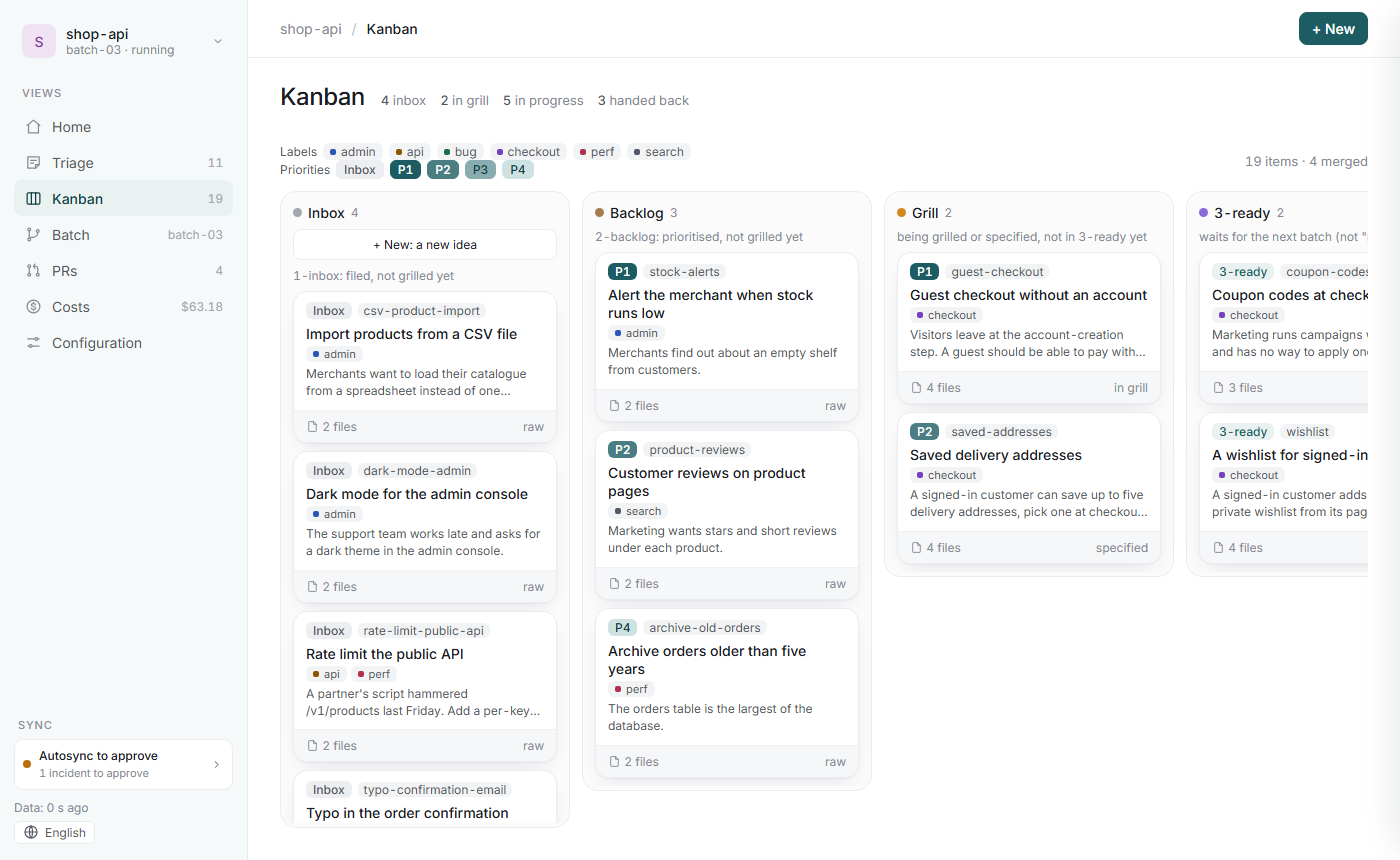 S
shop-api
batch-03 · running
VIEWS
Home
Triage 11
Kanban 19
Batch batch-03
PRs 4
Costs $63.18
Configuration
SYNC
Autosync to approve
1 incident to approve
Data: 0 s ago
English
shop-api / Kanban
+ New
Kanban 4 inbox 2 in grill 5 in progress 3 handed back
Labels admin api bug checkout perf search
Priorities Inbox P1 P2 P3 P4
19 items · 4 merged
Inbox 4
+ New: a new idea
1-inbox: filed, not grilled yet
Inbox csv-product-import
Import products from a CSV file
admin
Merchants want to load their catalogue
from a spreadsheet instead of one...
2 files raw
Inbox dark-mode-admin
Dark mode for the admin console
admin
The support team works late and asks for
a dark theme in the admin console.
2 files raw
Inbox rate-limit-public-api
Rate limit the public API
api perf
A partner's script hammered
/v1/products last Friday. Add a per-key...
2 files raw
Inbox typo-confirmation-email
Typo in the order confirmation
Backlog 3
2-backlog: prioritised, not grilled yet
P1 stock-alerts
Alert the merchant when stock
runs low
admin
Merchants find out about an empty shelf
from customers.
2 files raw
P2 product-reviews
Customer reviews on product
pages
search
Marketing wants stars and short reviews
under each product.
2 files raw
P4 archive-old-orders
Archive orders older than five
years
perf
The orders table is the largest of the
database.
2 files raw
Grill 2
being grilled or specified, not in 3-ready yet
P1 guest-checkout
Guest checkout without an account
checkout
Visitors leave at the account-creation
step. A guest should be able to pay with...
4 files in grill
P2 saved-addresses
Saved delivery addresses
checkout
A signed-in customer can save up to five
delivery addresses, pick one at checkou...
4 files specified
3-ready 2
waits for the next batch (not "
3-ready coupon-codes
Coupon codes at check
checkout
Marketing runs campaigns
and has no way to apply
3 files
3-ready wishlist
A wishlist for signed-in
checkout
A signed-in customer adds
private wishlist from its pag
4 files